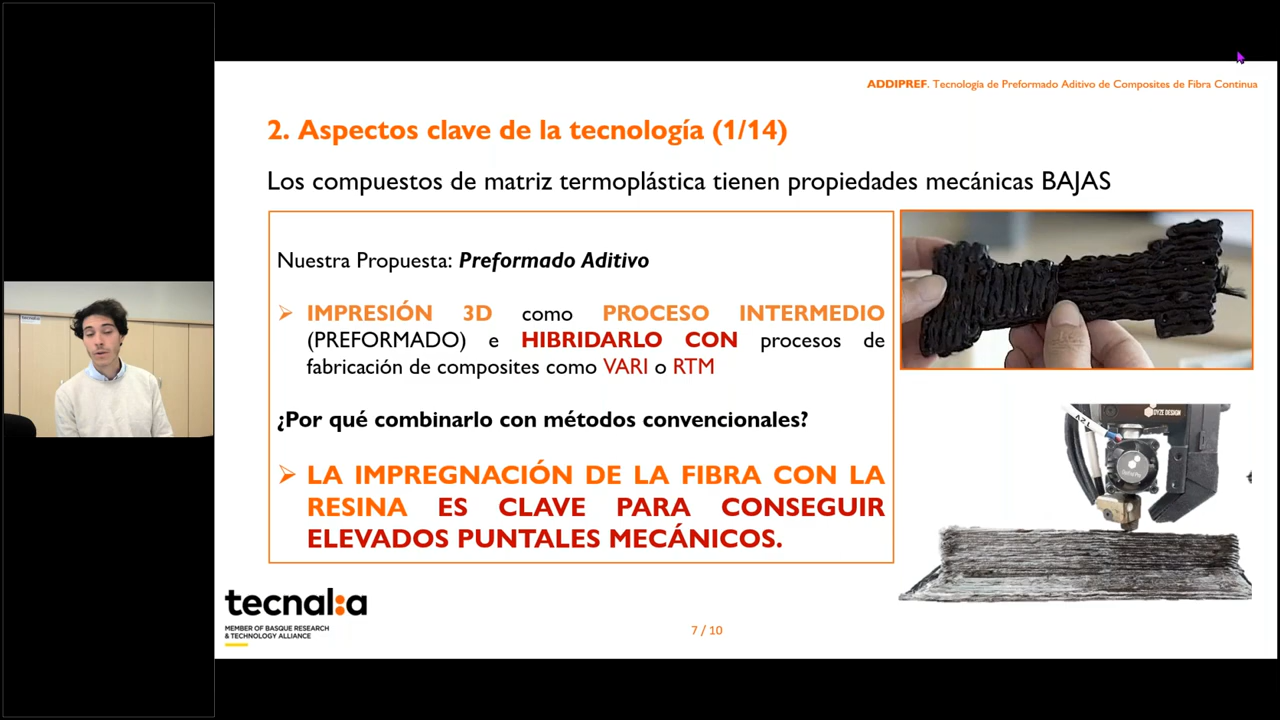 ADDIPREF. Tecnología de Preformado Aditivo de Composites de Fibra Continua
2. Aspectos clave de la tecnología (1/14)
Los compuestos de matriz termoplástica tienen propiedades mecánicas BAJAS
Nuestra Propuesta: Preformado Aditivo
➢ IMPRESIÓN 3D como PROCESO INTERMEDIO
(PREFORMADO) e HIBRIDARLO CON procesos de
fabricación de composites como VARI o RTM
¿Por qué combinarlo con métodos convencionales?
➢ LA IMPREGNACIÓN DE LA FIBRA CON LA
RESINA ES CLAVE PARA CONSEGUIR
ELEVADOS PUNTALES MECÁNICOS.
DYZE DESIGN
12V
tecnal:a
MEMBER OF BASQUE RESEARCH
& TECHNOLOGY ALLIANCE
7 / 10